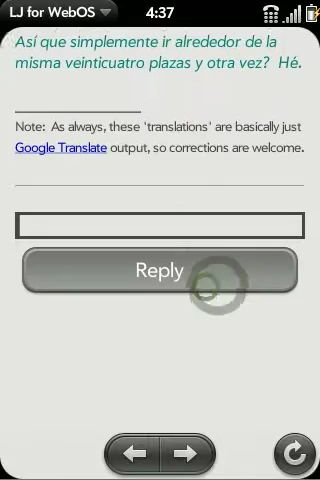 LJ for WebOS 4:37
Así que simplemente ir alrededor de la
misma veinticuatro plazas y otra vez? Hé.
Note: As always, these 'translations' are basically just
Google Translate output, so corrections are welcome.
Reply